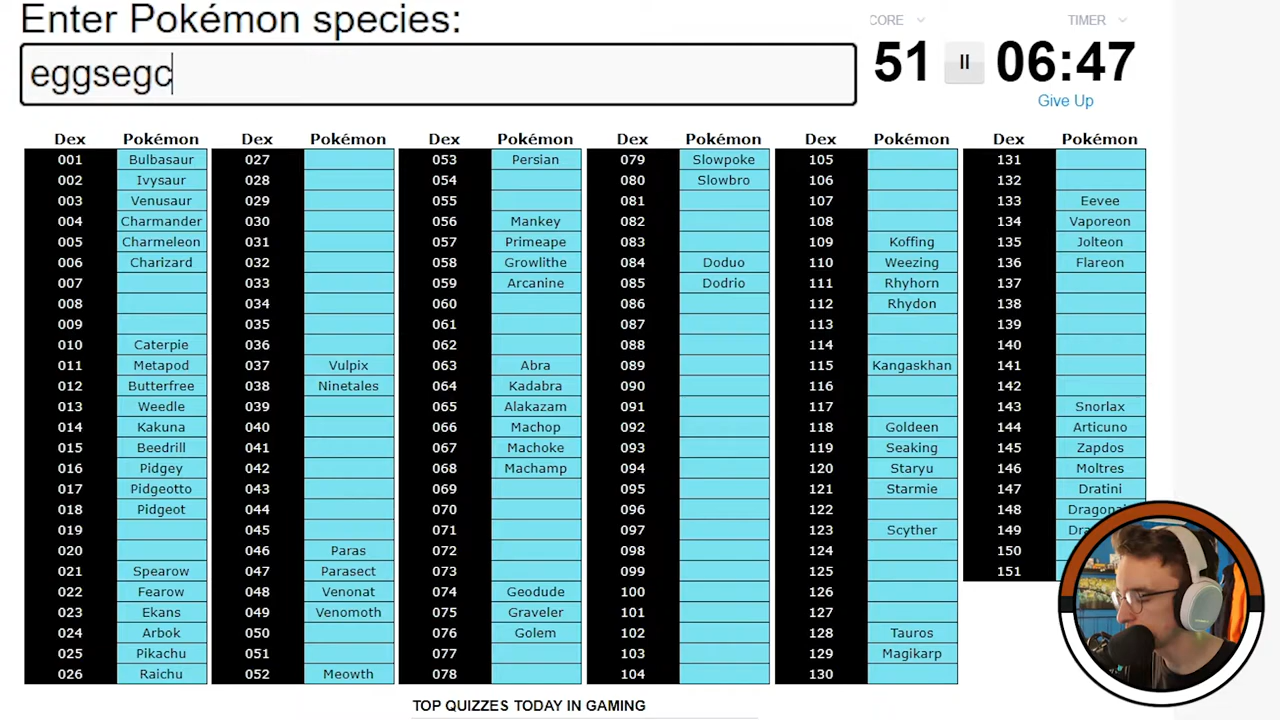 Enter Pokémon species:
CORE TIMER
eggsegc 51 06:47
Give Up
Dex Pokémon Dex Pokémon Dex Pokémon Dex Pokémon Dex Pokémon Dex Pokémon
001 Bulbasaur 027 053 Persian 079 Slowpoke 105 131
002 Ivysaur 028 054 080 Slowbro 106 132
003 Venusaur 029 055 081 107 133 Eevee
004 Charmander 030 056 Mankey 082 108 134 Vaporeon
005 Charmeleon 031 057 Primeape 083 109 Koffing 135 Jolteon
006 Charizard 032 058 Growlithe 084 Doduo 110 Weezing 136 Flareon
007 033 059 Arcanine 085 Dodrio 111 Rhyhorn 137
008 034 060 086 112 Rhydon 138
009 035 061 087 113 139
010 Caterpie 036 062 088 114 140
011 Metapod 037 Vulpix 063 Abra 089 115 Kangaskhan 141
012 Butterfree 038 Ninetales 064 Kadabra 090 116 142
013 Weedle 039 065 Alakazam 091 117 143 Snorlax
014 Kakuna 040 066 Machop 092 118 Goldeen 144 Articuno
015 Beedrill 041 067 Machoke 093 119 Seaking 145 Zapdos
016 Pidgey 042 068 Machamp 094 120 Staryu 146 Moltres
017 Pidgeotto 043 069 095 121 Starmie 147 Dratini
018 Pidgeot 044 070 096 122 148 Dragona
019 045 071 097 123 Scyther 149 Dra
020 046 Paras 072 098 124 150
021 Spearow 047 Parasect 073 099 125 151
022 Fearow 048 Venonat 074 Geodude 100 126
023 Ekans 049 Venomoth 075 Graveler 101 127
024 Arbok 050 076 Golem 102 128 Tauros
025 Pikachu 051 077 103 129 Magikarp
026 Raichu 052 Meowth 078 104 130
TOP QUIZZES TODAY IN GAMING